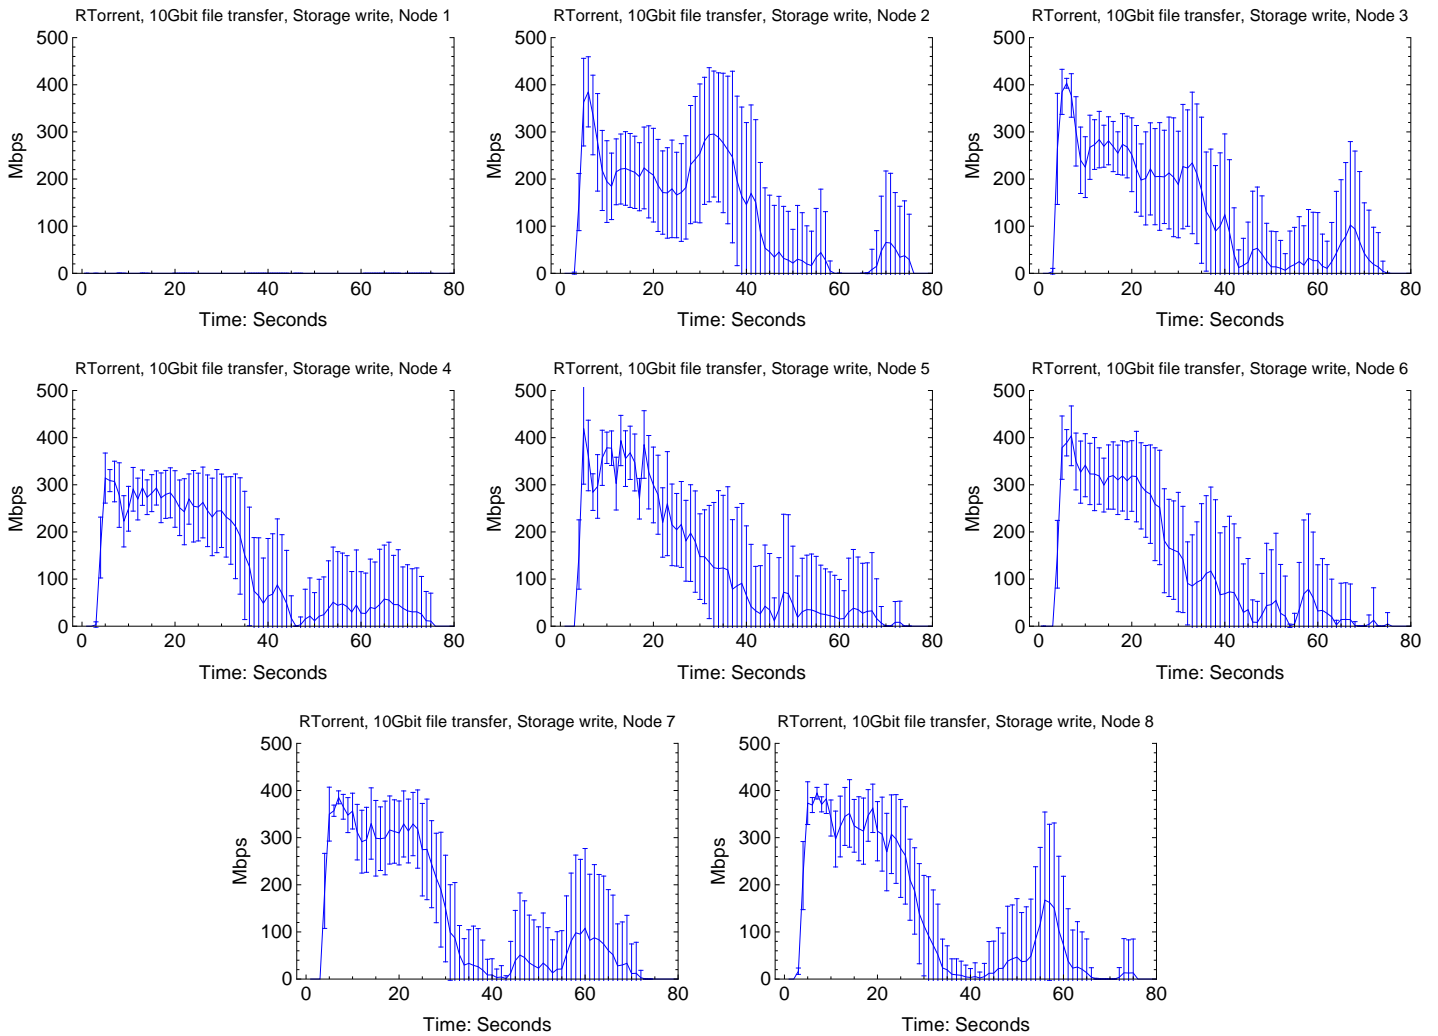 RTorrent, 10Gbit file transfer, Storage write, Node 1
500
400
300
200
100
0
Mbps
0 20 40 60 80
Time: Seconds
RTorrent, 10Gbit file transfer, Storage write, Node 2
500
400
300
200
100
0
Mbps
0 20 40 60 80
Time: Seconds
RTorrent, 10Gbit file transfer, Storage write, Node 3
500
400
300
200
100
0
Mbps
0 20 40 60 80
Time: Seconds
RTorrent, 10Gbit file transfer, Storage write, Node 4
500
400
300
200
100
0
Mbps
0 20 40 60 80
Time: Seconds
RTorrent, 10Gbit file transfer, Storage write, Node 5
500
400
300
200
100
0
Mbps
0 20 40 60 80
Time: Seconds
RTorrent, 10Gbit file transfer, Storage write, Node 6
500
400
300
200
100
0
Mbps
0 20 40 60 80
Time: Seconds
RTorrent, 10Gbit file transfer, Storage write, Node 7
500
400
300
200
100
0
Mbps
0 20 40 60 80
Time: Seconds
RTorrent, 10Gbit file transfer, Storage write, Node 8
500
400
300
200
100
0
Mbps
0 20 40 60 80
Time: Seconds